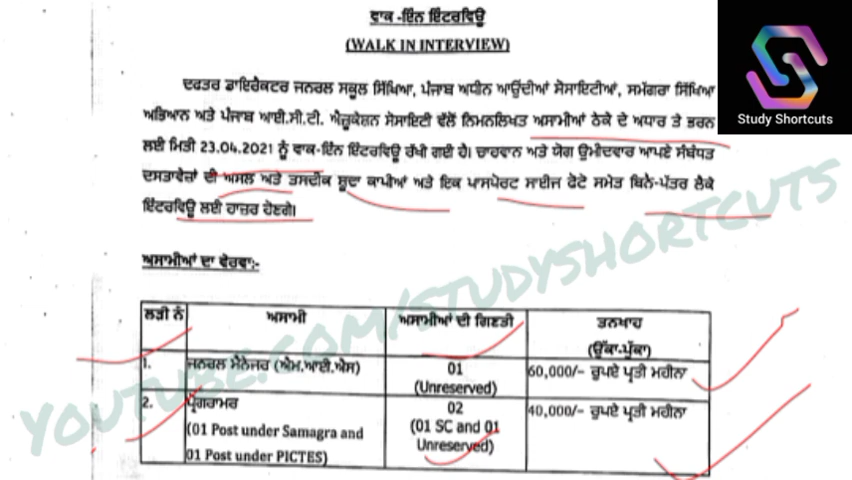 ਵਾਕ -ਇੰਨ ਇੰਟਰਵਿਊ
(WALK IN INTERVIEW)
Study Shortcuts
ਦਫਤਰ ਡਾਇਰੈਕਟਰ ਜਨਰਲ ਸਕੂਲ ਸਿੱਖਿਆ, ਪੰਜਾਬ ਅਧੀਨ ਆਉਂਦੀਆਂ ਸੋਸਾਇਟੀਆਂ, ਸਮੱਗਰਾ ਸਿੱਖਿਆ
ਅਭਿਆਨ ਅਤੇ ਪੰਜਾਬ ਆਈ.ਸੀ.ਟੀ. ਐਜੂਕੇਸ਼ਨ ਸੋਸਾਇਟੀ ਵੱਲੋਂ ਨਿਮਨਲਿਖਤ ਅਸਾਮੀਆਂ ਠੇਕੇ ਦੇ ਅਧਾਰ ਤੇ ਭਰਨ
ਲਈ ਮਿਤੀ 23.04.2021 ਨੂੰ ਵਾਕ-ਇੰਨ ਇੰਟਰਵਿਊ ਰੱਖੀ ਗਈ ਹੈ। ਚਾਹਵਾਨ ਅਤੇ ਯੋਗ ਉਮੀਦਵਾਰ ਆਪਣੇ ਸੰਬੰਧਤ
ਦਸਤਾਵੇਜ਼ਾਂ ਦੀ ਅਸਲ ਅਤੇ ਤਸਦੀਕ ਸ਼ੂਦਾ ਕਾਪੀਆਂ ਅਤੇ ਇਕ ਪਾਸਪੋਰਟ ਸਾਈਜ਼ ਫੋਟੋ ਸਮੇਤ ਬਿਨੈ-ਪੱਤਰ ਲੈਕੇ
ਇੰਟਰਵਿਊ ਲਈ ਹਾਜ਼ਰ ਹੋਣਗੇ।
ਅਸਾਮੀਆਂ ਦਾ ਵੇਰਵਾ:-
ਲੜੀ ਨੰ ਅਸਾਮੀ ਅਸਾਮੀਆਂ ਦੀ ਗਿਣਤੀ ਤਨਖਾਹ
(ਉੱਕਾ-ਪੁੱਕਾ)
1. ਜਨਰਲ ਮੈਨੇਜਰ (ਐਮ.ਆਈ.ਐਸ) 01 60,000/- ਰੁਪਏ ਪ੍ਰਤੀ ਮਹੀਨਾ
(Unreserved)
2. ਪ੍ਰੋਗਰਾਮਰ 02 40,000/- ਰੁਪਏ ਪ੍ਰਤੀ ਮਹੀਨਾ
(01 Post under Samagra and (01 SC and 01
01 Post under PICTES) Unreserved)
YOUTUBE.COM/STUDYSHORTCUTS